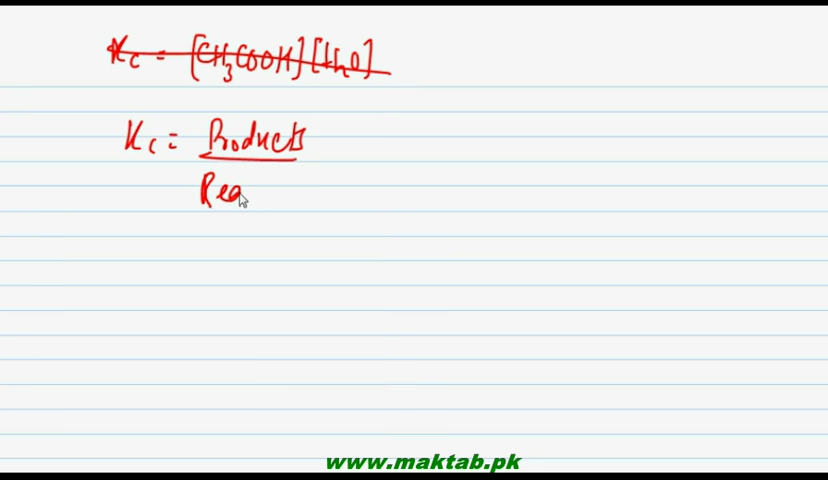 Kc = [CH3COOH][H2O]
Kc = Products
Rea
www.maktab.pk